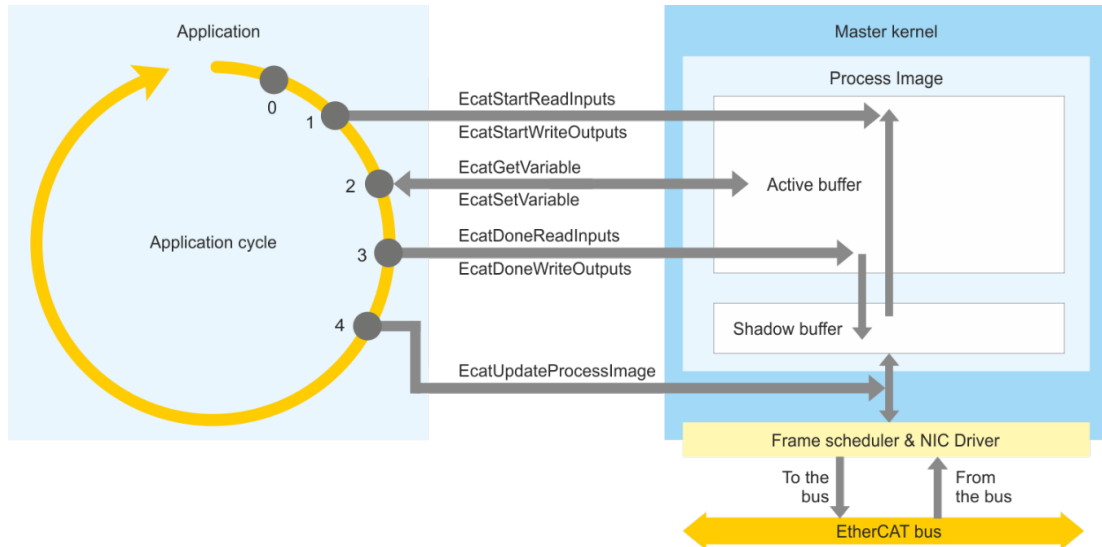 Application
Master kernel
Process Image
0
1
EcatStartReadInputs
EcatStartWriteOutputs
2
EcatGetVariable
EcatSetVariable
Active buffer
Application cycle
3
EcatDoneReadInputs
EcatDoneWriteOutputs
4
Shadow buffer
EcatUpdateProcessImage
Frame scheduler & NIC Driver
To the
bus
From
the bus
EtherCAT bus